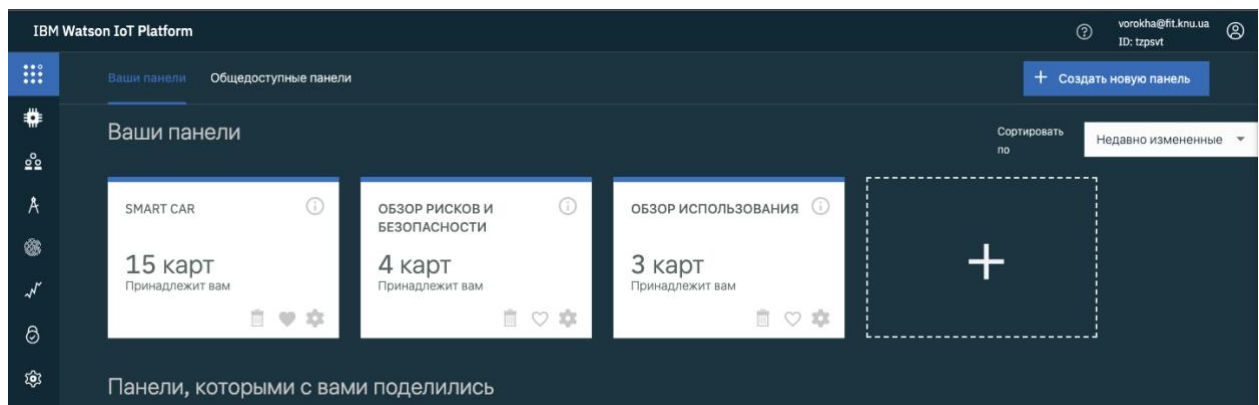 IBM Watson IoT Platform
vorokha@fit.knu.ua
ID: tzpsvt
Ваши панели
Общедоступные панели
+ Создать новую панель
Ваши панели
Сортировать
по
Недавно измененные
SMART CAR
15 карт
Принадлежит вам
ОБЗОР РИСКОВ И
БЕЗОПАСНОСТИ
4 карт
Принадлежит вам
ОБЗОР ИСПОЛЬЗОВАНИЯ
3 карт
Принадлежит вам
Панели, которыми с вами поделились